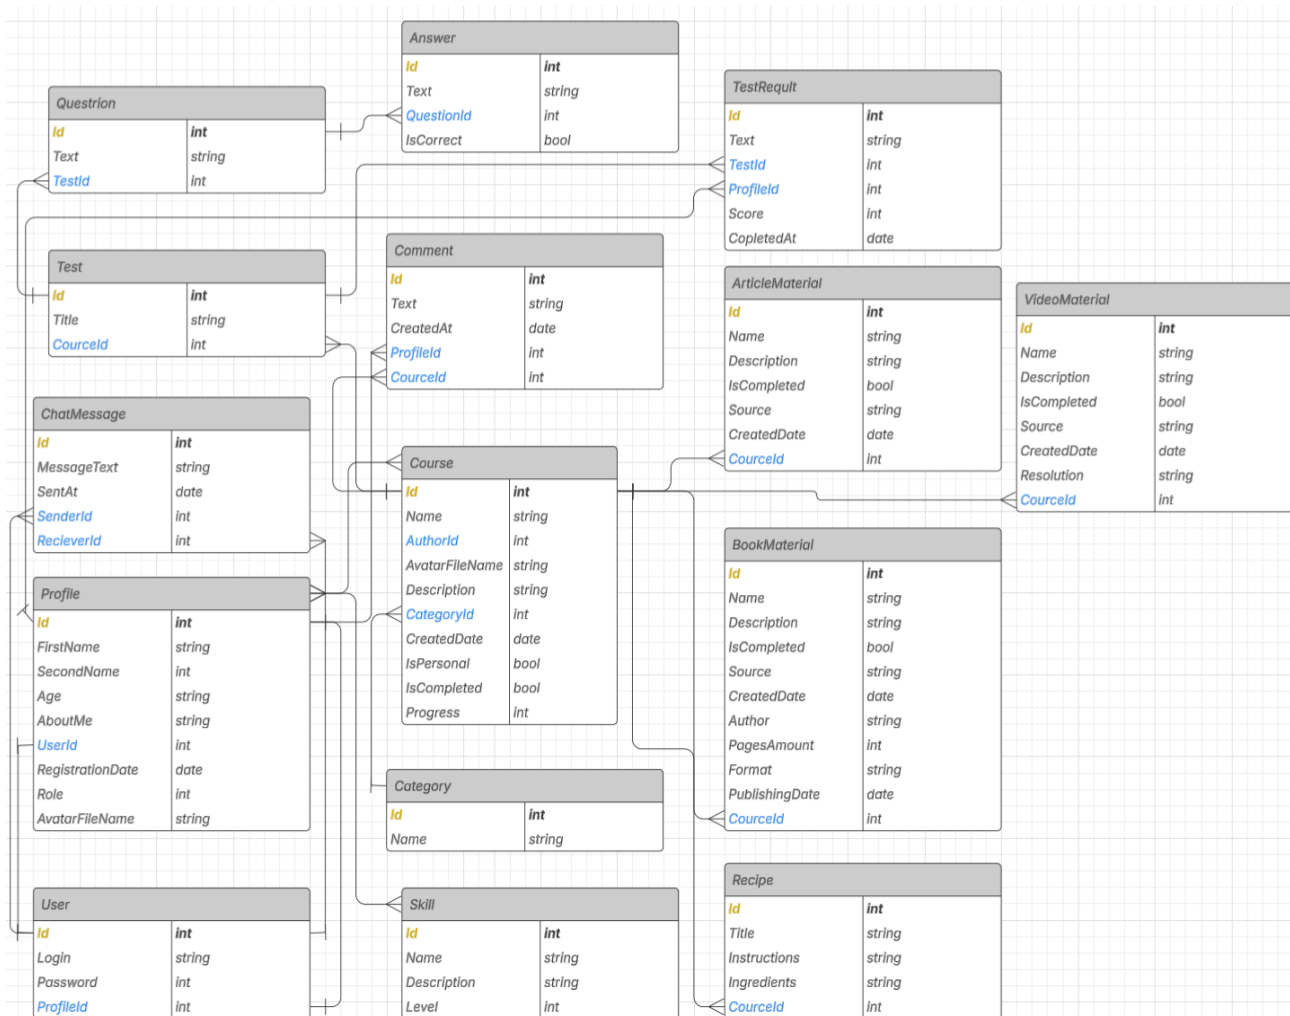 Answer
Id int
Text string
QuestionId int
IsCorrect bool
Questrion
Id int
Text string
TestId int
TestReqult
Id int
Text string
TestId int
ProfileId int
Score int
CopletedAt date
Test
Id int
Title string
CourceId int
Comment
Id int
Text string
CreatedAt date
ProfileId int
CourceId int
ArticleMaterial
Id int
Name string
Description string
IsCompleted bool
Source string
CreatedDate date
CourceId int
VideoMaterial
Id int
Name string
Description string
IsCompleted bool
Source string
CreatedDate date
Resolution string
CourceId int
ChatMessage
Id int
MessageText string
SentAt date
SenderId int
RecieverId int
Course
Id int
Name string
AuthorId int
AvatarFileName string
Description string
CategoryId int
CreatedDate date
IsPersonal bool
IsCompleted bool
Progress int
BookMaterial
Id int
Name string
Description string
IsCompleted bool
Source string
CreatedDate date
Author string
PagesAmount int
Format string
PublishingDate date
CourceId int
Profile
Id int
FirstName string
SecondName int
Age string
AboutMe string
UserId int
RegistrationDate date
Role int
AvatarFileName string
Category
Id int
Name string
User
Id int
Login string
Password int
ProfileId int
Skill
Id int
Name string
Description string
Level int
Recipe
Id int
Title string
Instructions string
Ingredients string
CourceId int